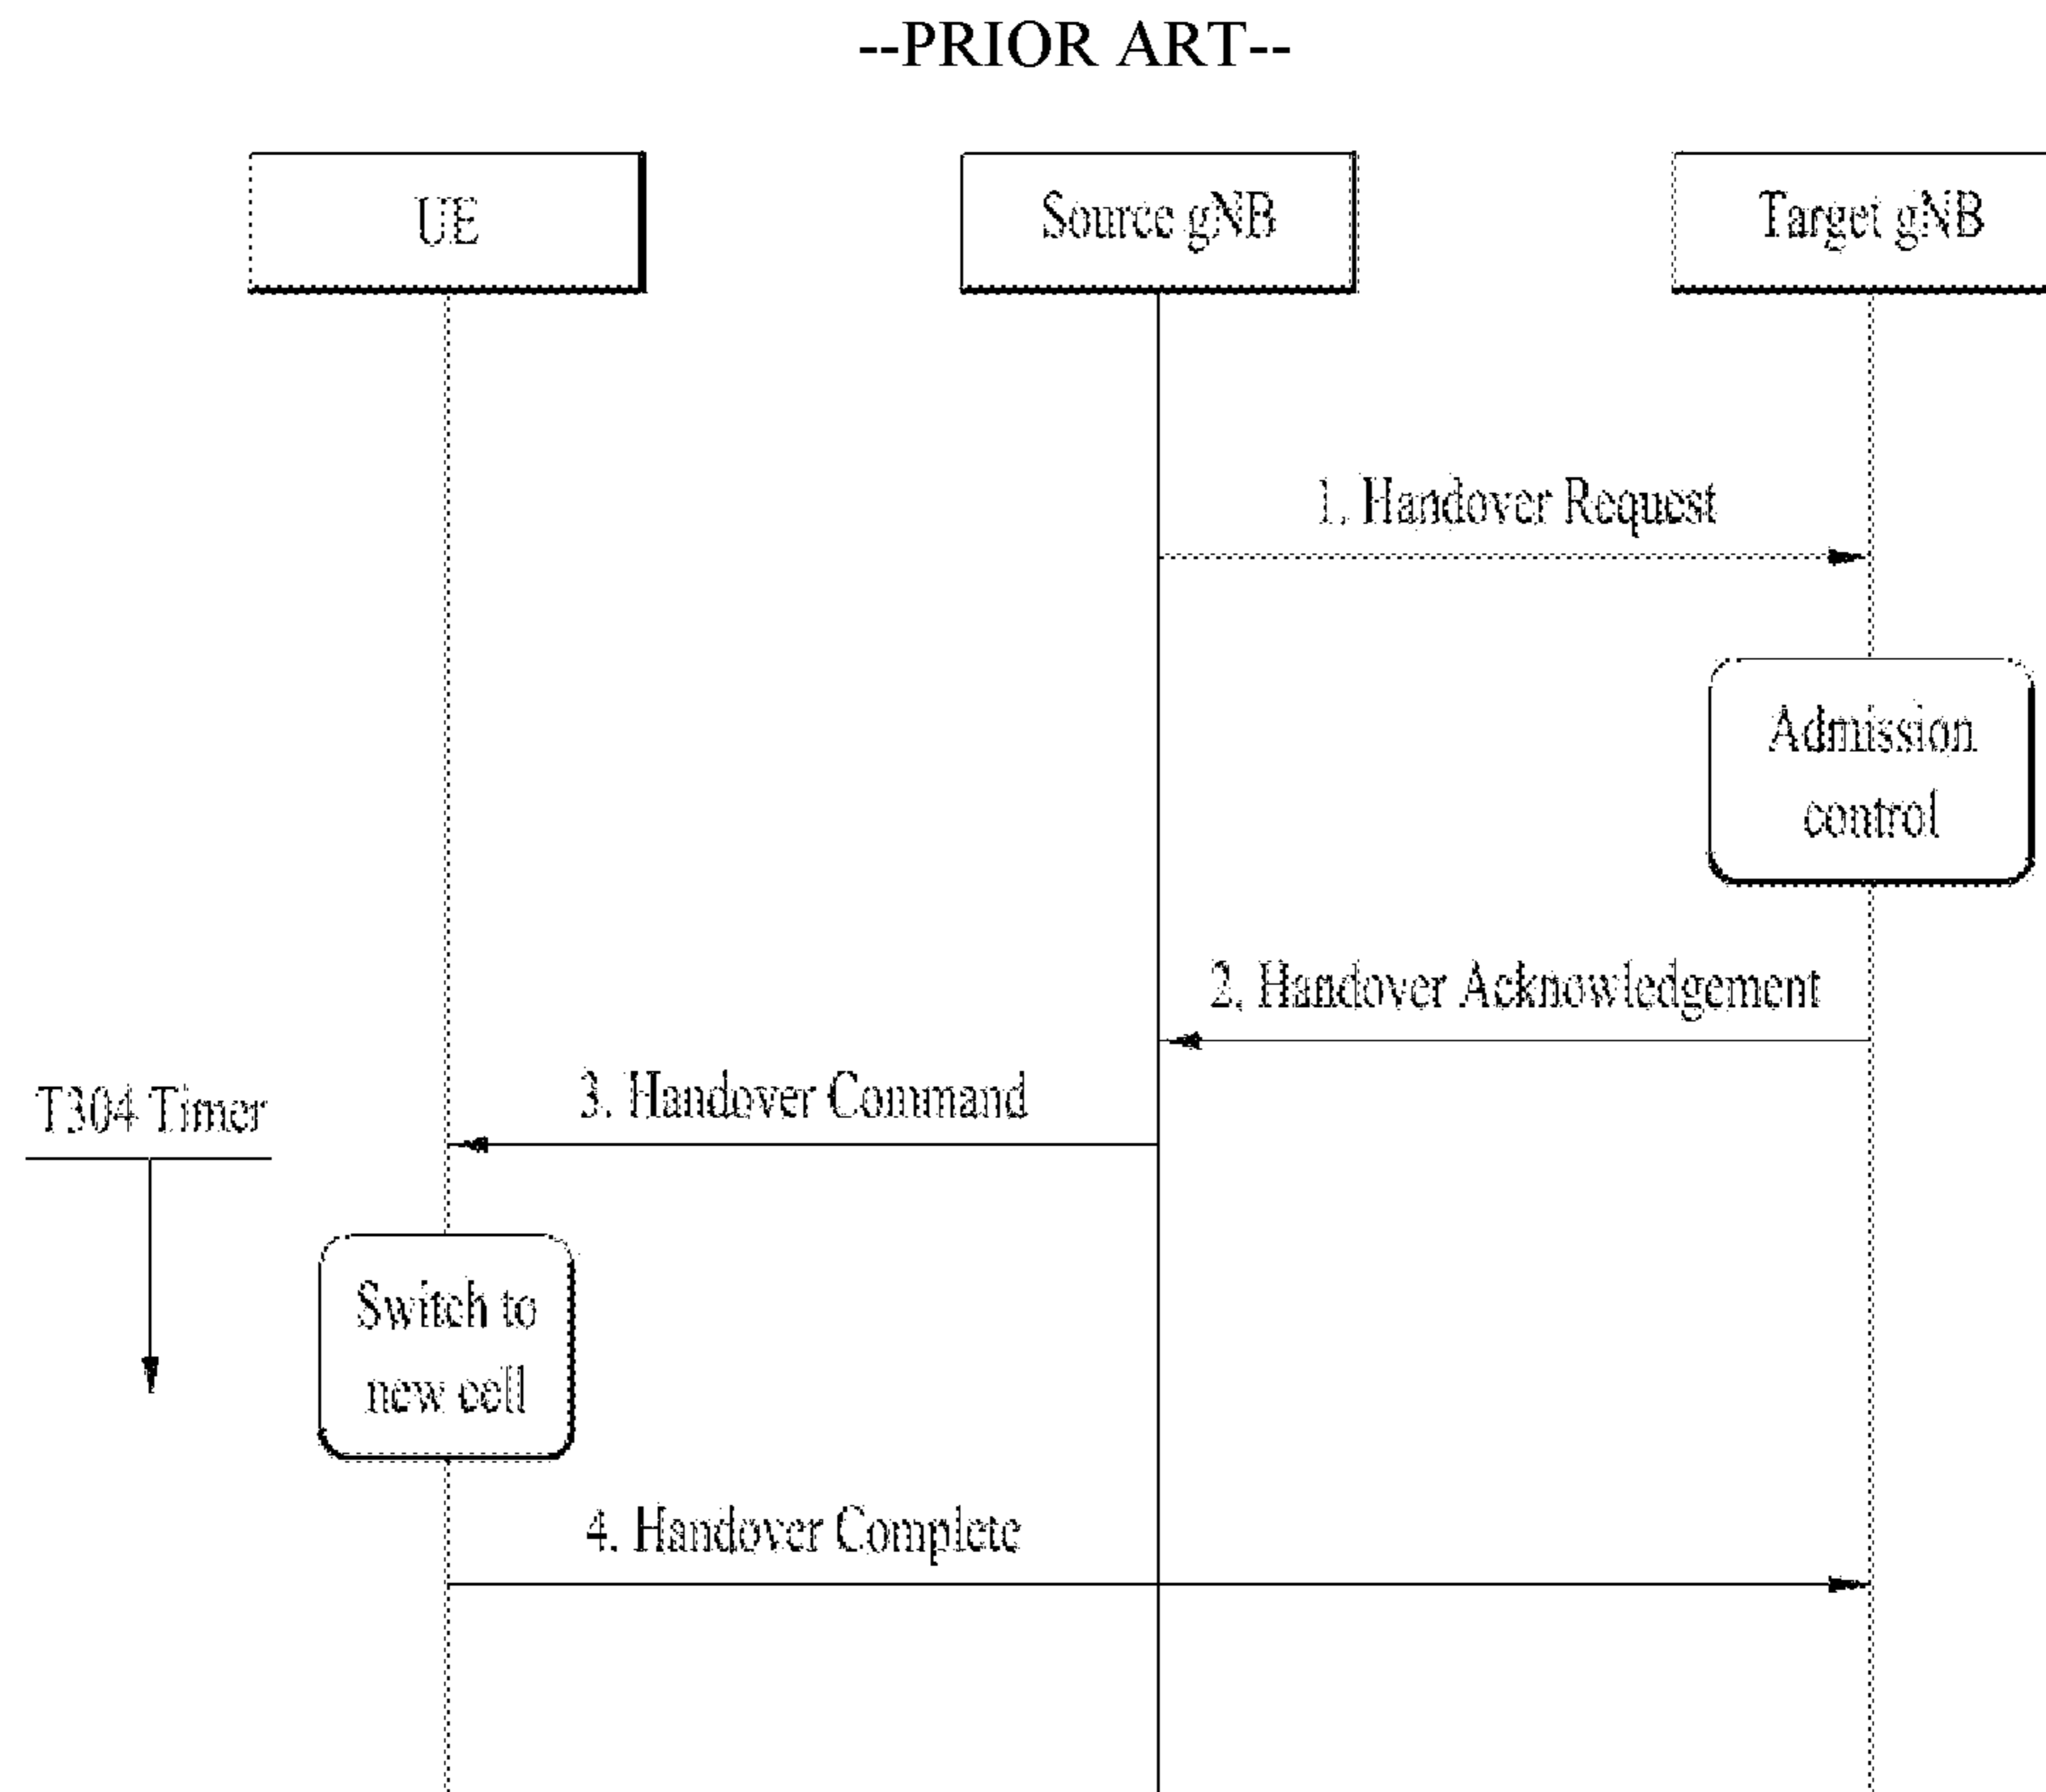 --PRIOR ART--
UE
Source gNB
Target gNB
1. Handover Request
Admission
control
2. Handover Acknowledgement
3. Handover Command
T304 Timer
Switch to
new cell
4. Handover Complete